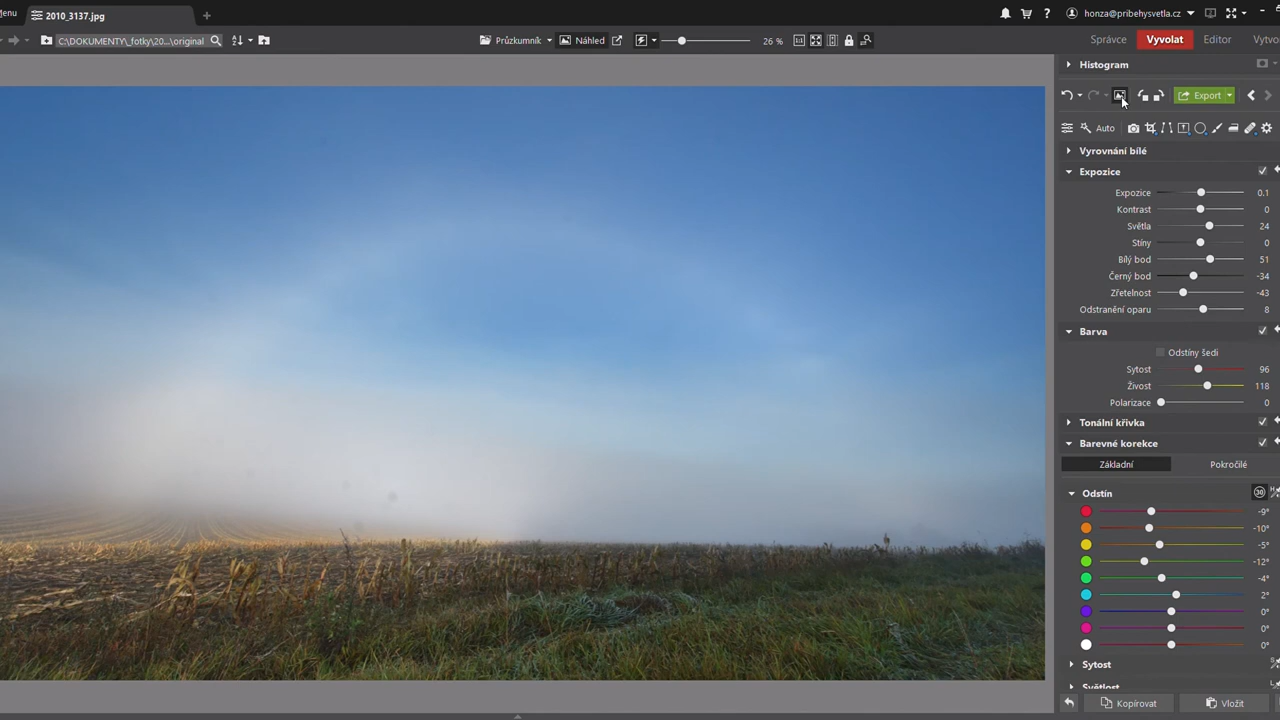 Menu
2010_3137.jpg
honza@pribehysvetla.cz
C:\DOKUMENTY\_fotky\20...\original
Průzkumník
Náhled
26 %
Správce
Vyvolat
Editor
Histogram
Export
Auto
Vyrovnání bílé
Expozice
Expozice 0.1
Kontrast 0
Světla 24
Stíny 0
Bílý bod 51
Černý bod -34
Zřetelnost -43
Odstranění oparu 8
Barva
Odstíny šedi
Sytost 96
Živost 118
Polarizace 0
Tonální křivka
Barevné korekce
Základní Pokročilé
Odstín 30
-9°
-10°
-5°
-12°
-4°
2°
0°
0°
0°
Sytost
Světlost
Kopírovat Vložit